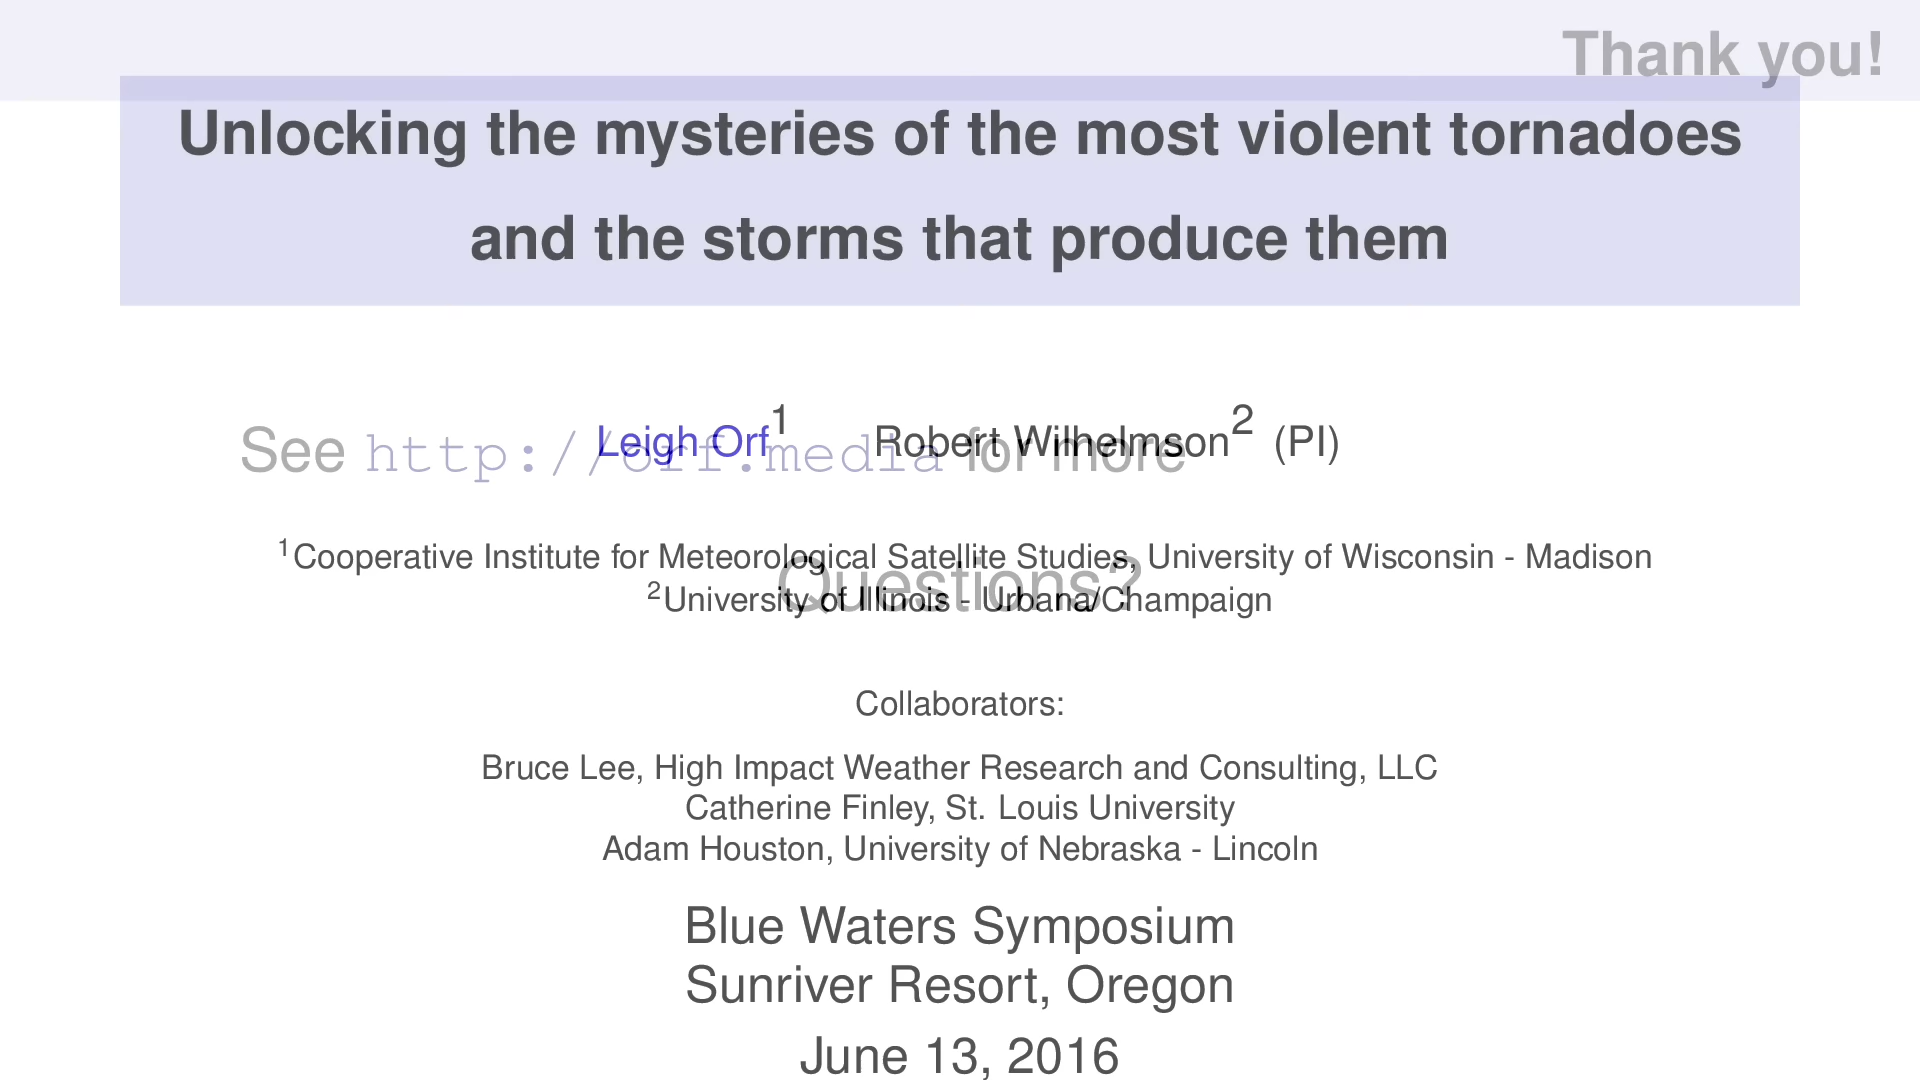 Thank you!
Unlocking the mysteries of the most violent tornadoes
and the storms that produce them
Leigh Orf1 Robert Wilhelmson2 (PI)
See http://orf.media for more
1Cooperative Institute for Meteorological Satellite Studies, University of Wisconsin - Madison
Questions?
2University of Illinois - Urbana/Champaign
Collaborators:
Bruce Lee, High Impact Weather Research and Consulting, LLC
Catherine Finley, St. Louis University
Adam Houston, University of Nebraska - Lincoln
Blue Waters Symposium
Sunriver Resort, Oregon
June 13, 2016